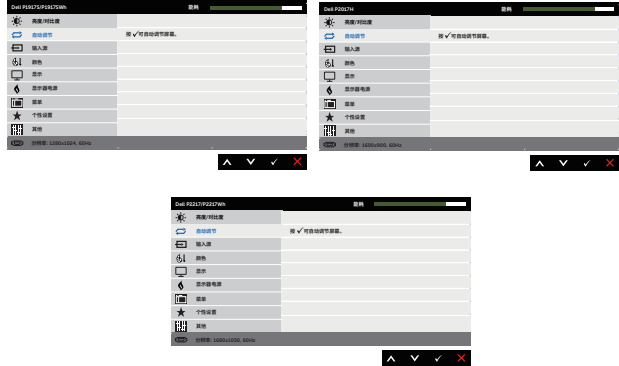 Dell P1917S/P1917SWh 能耗
亮度/对比度
自动调节 按 ✓可自动调节屏幕。
输入源
颜色
显示
显示器电源
菜单
个性设置
其他
分辨率: 1280x1024, 60Hz
Dell P2017H 能耗
亮度/对比度
自动调节 按 ✓可自动调节屏幕。
输入源
颜色
显示
显示器电源
菜单
个性设置
其他
分辨率: 1600x900, 60Hz
Dell P2217/P2217Wh 能耗
亮度/对比度
自动调节 按 ✓可自动调节屏幕。
输入源
颜色
显示
显示器电源
菜单
个性设置
其他
分辨率: 1680x1050, 60Hz